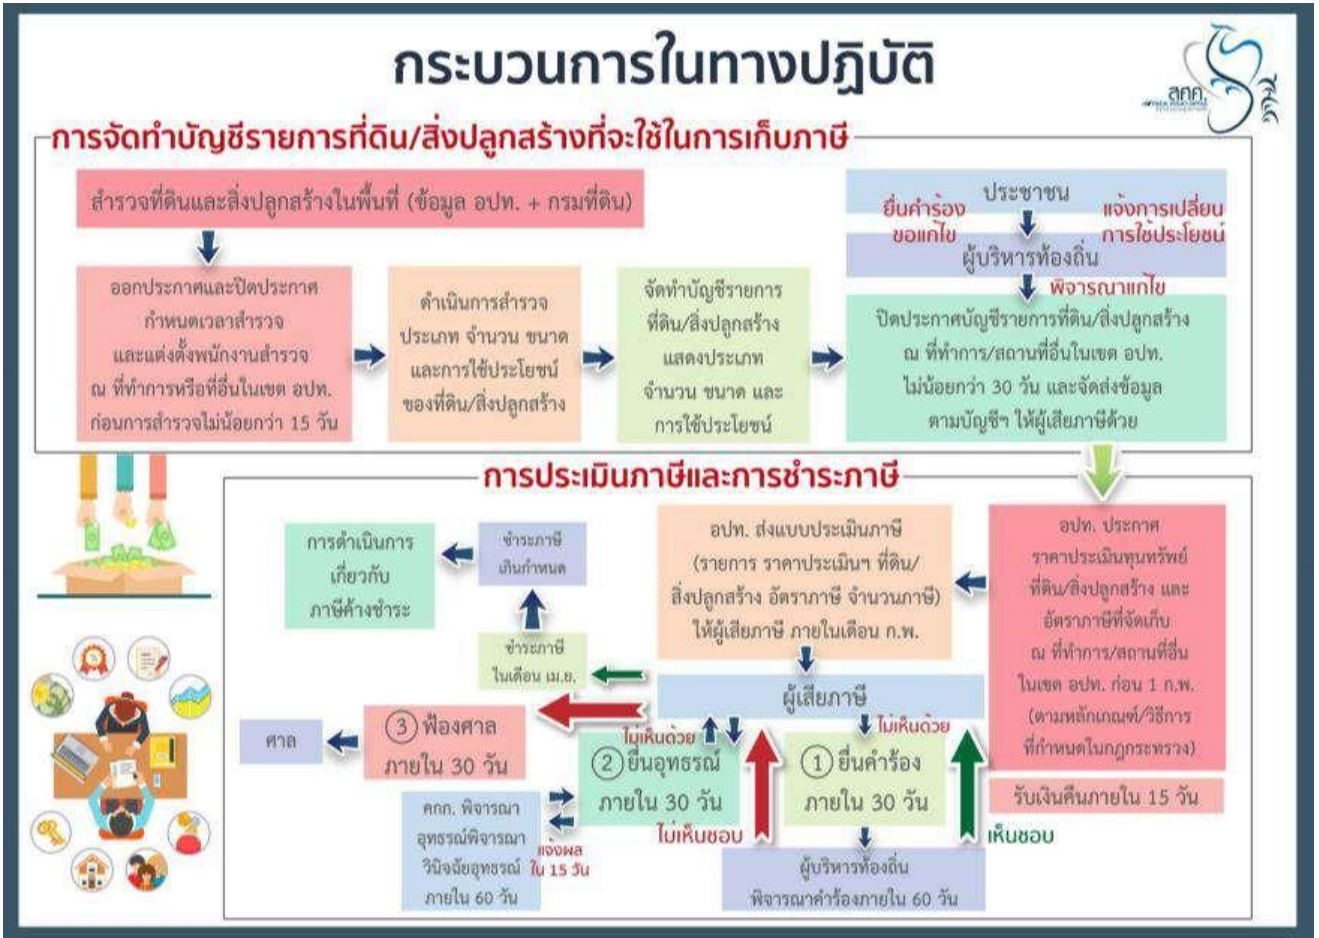 กระบวนการในทางปฏิบัติ
สศค.
การจัดทำบัญชีรายการที่ดิน/สิ่งปลูกสร้างที่จะใช้ในการเก็บภาษี
สำรวจที่ดินและสิ่งปลูกสร้างในพื้นที่ (ข้อมูล อปท. + กรมที่ดิน)
ออกประกาศและปิดประกาศ
กำหนดเวลาสำรวจ
และแต่งตั้งพนักงานสำรวจ
ณ ที่ทำการหรือที่อื่นในเขต อปท.
ก่อนการสำรวจไม่น้อยกว่า 15 วัน
ดำเนินการสำรวจ
ประเภท จำนวน ขนาด
และการใช้ประโยชน์
ของที่ดิน/สิ่งปลูกสร้าง
จัดทำบัญชีรายการ
ที่ดิน/สิ่งปลูกสร้าง
แสดงประเภท
จำนวน ขนาด และ
การใช้ประโยชน์
ประชาชน
ยื่นคำร้อง
ขอแก้ไข
แจ้งการเปลี่ยน
การใช้ประโยชน์
ผู้บริหารท้องถิ่น
พิจารณาแก้ไข
ปิดประกาศบัญชีรายการที่ดิน/สิ่งปลูกสร้าง
ณ ที่ทำการ/สถานที่อื่นในเขต อปท.
ไม่น้อยกว่า 30 วัน และจัดส่งข้อมูล
ตามบัญชีฯ ให้ผู้เสียภาษีด้วย
การประเมินภาษีและการชำระภาษี
อปท. ประกาศ
ราคาประเมินทุนทรัพย์
ที่ดิน/สิ่งปลูกสร้าง และ
อัตราภาษีที่จัดเก็บ
ณ ที่ทำการ/สถานที่อื่น
ในเขต อปท. ก่อน 1 ก.พ.
(ตามหลักเกณฑ์/วิธีการ
ที่กำหนดในกฎกระทรวง)
อปท. ส่งแบบประเมินภาษี
(รายการ ราคาประเมินฯ ที่ดิน/
สิ่งปลูกสร้าง อัตราภาษี จำนวนภาษี)
ให้ผู้เสียภาษี ภายในเดือน ก.พ.
ผู้เสียภาษี
ชำระภาษี
ในเดือน เม.ย.
ชำระภาษี
เกินกำหนด
การดำเนินการ
เกี่ยวกับ
ภาษีค้างชำระ
ไม่เห็นด้วย
1 ยื่นคำร้อง
ภายใน 30 วัน
ผู้บริหารท้องถิ่น
พิจารณาคำร้องภายใน 60 วัน
เห็นชอบ
รับเงินคืนภายใน 15 วัน
ไม่เห็นชอบ
ไม่เห็นด้วย
2 ยื่นอุทธรณ์
ภายใน 30 วัน
คกก. พิจารณา
อุทธรณ์พิจารณา
วินิจฉัยอุทธรณ์
ภายใน 60 วัน
แจ้งผล
ใน 15 วัน
3 ฟ้องศาล
ภายใน 30 วัน
ศาล